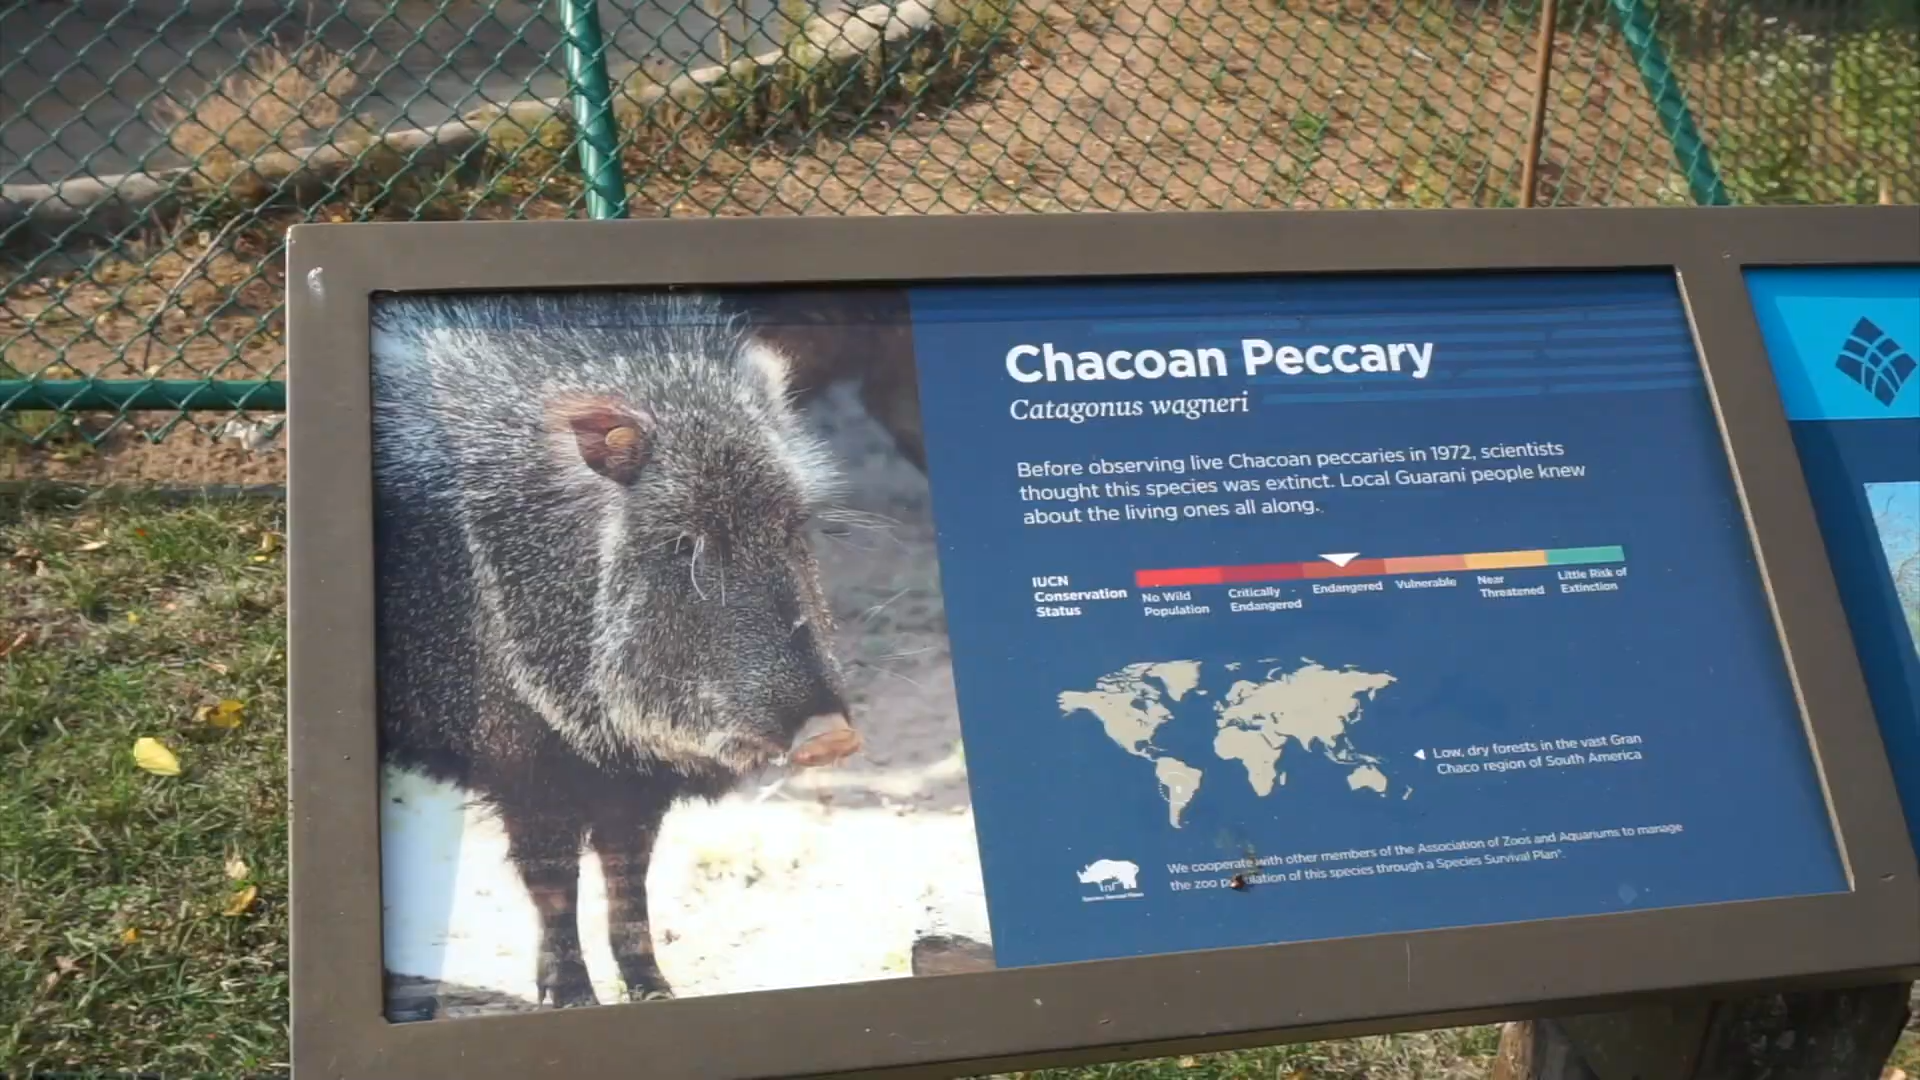 Chacoan Peccary
Catagonus wagneri
Before observing live Chacoan peccaries in 1972, scientists
thought this species was extinct. Local Guarani people knew
about the living ones all along.
IUCN
Conservation
Status
No Wild
Population
Critically
Endangered
Endangered
Vulnerable
Near
Threatened
Little Risk of
Extinction
Low, dry forests in the vast Gran
Chaco region of South America
We cooperate with other members of the Association of Zoos and Aquariums to manage
the zoo population of this species through a Species Survival Plan®.